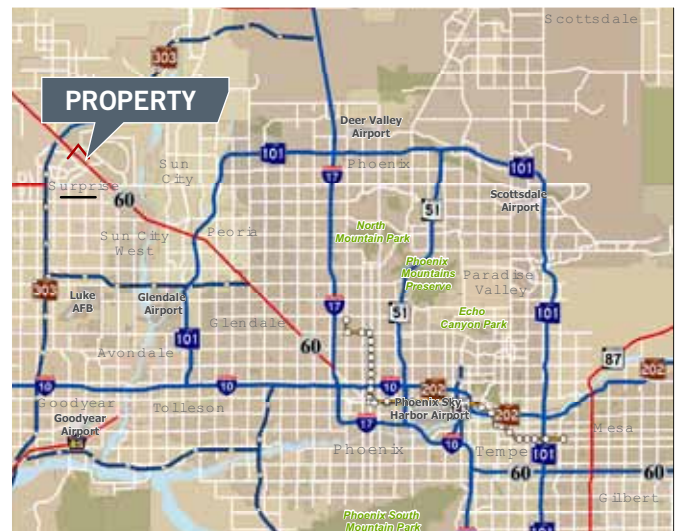 Scottsdale
303
PROPERTY
Deer Valley
Airport
101
Phoenix
Sun
City
101
17
Surprise
Scottsdale
Airport
60
51
North
Mountain Park
Peoria
Sun City
West
Phoenix
Mountains
Preserve
Paradise
Valley
303
Luke
AFB
Glendale
Airport
17
51
Echo
Canyon Park
101
Glendale
101
60
Avondale
87
202
10
10
10
202
Goodyear
Tolleson
Phoenix Sky
Harbor Airport
202
Goodyear
Airport
17
Mesa
10
Phoenix
Tempe
101
60
60
Gilbert
Phoenix South
Mountain Park
10
101